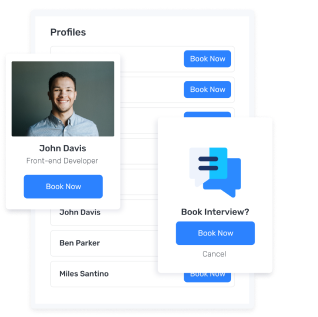 Profiles
Book Now
Book Now
John Davis
Front-end Developer
Book Now
Book Interview?
Book Now
Cancel
John Davis
Ben Parker
Miles Santino
Book Now